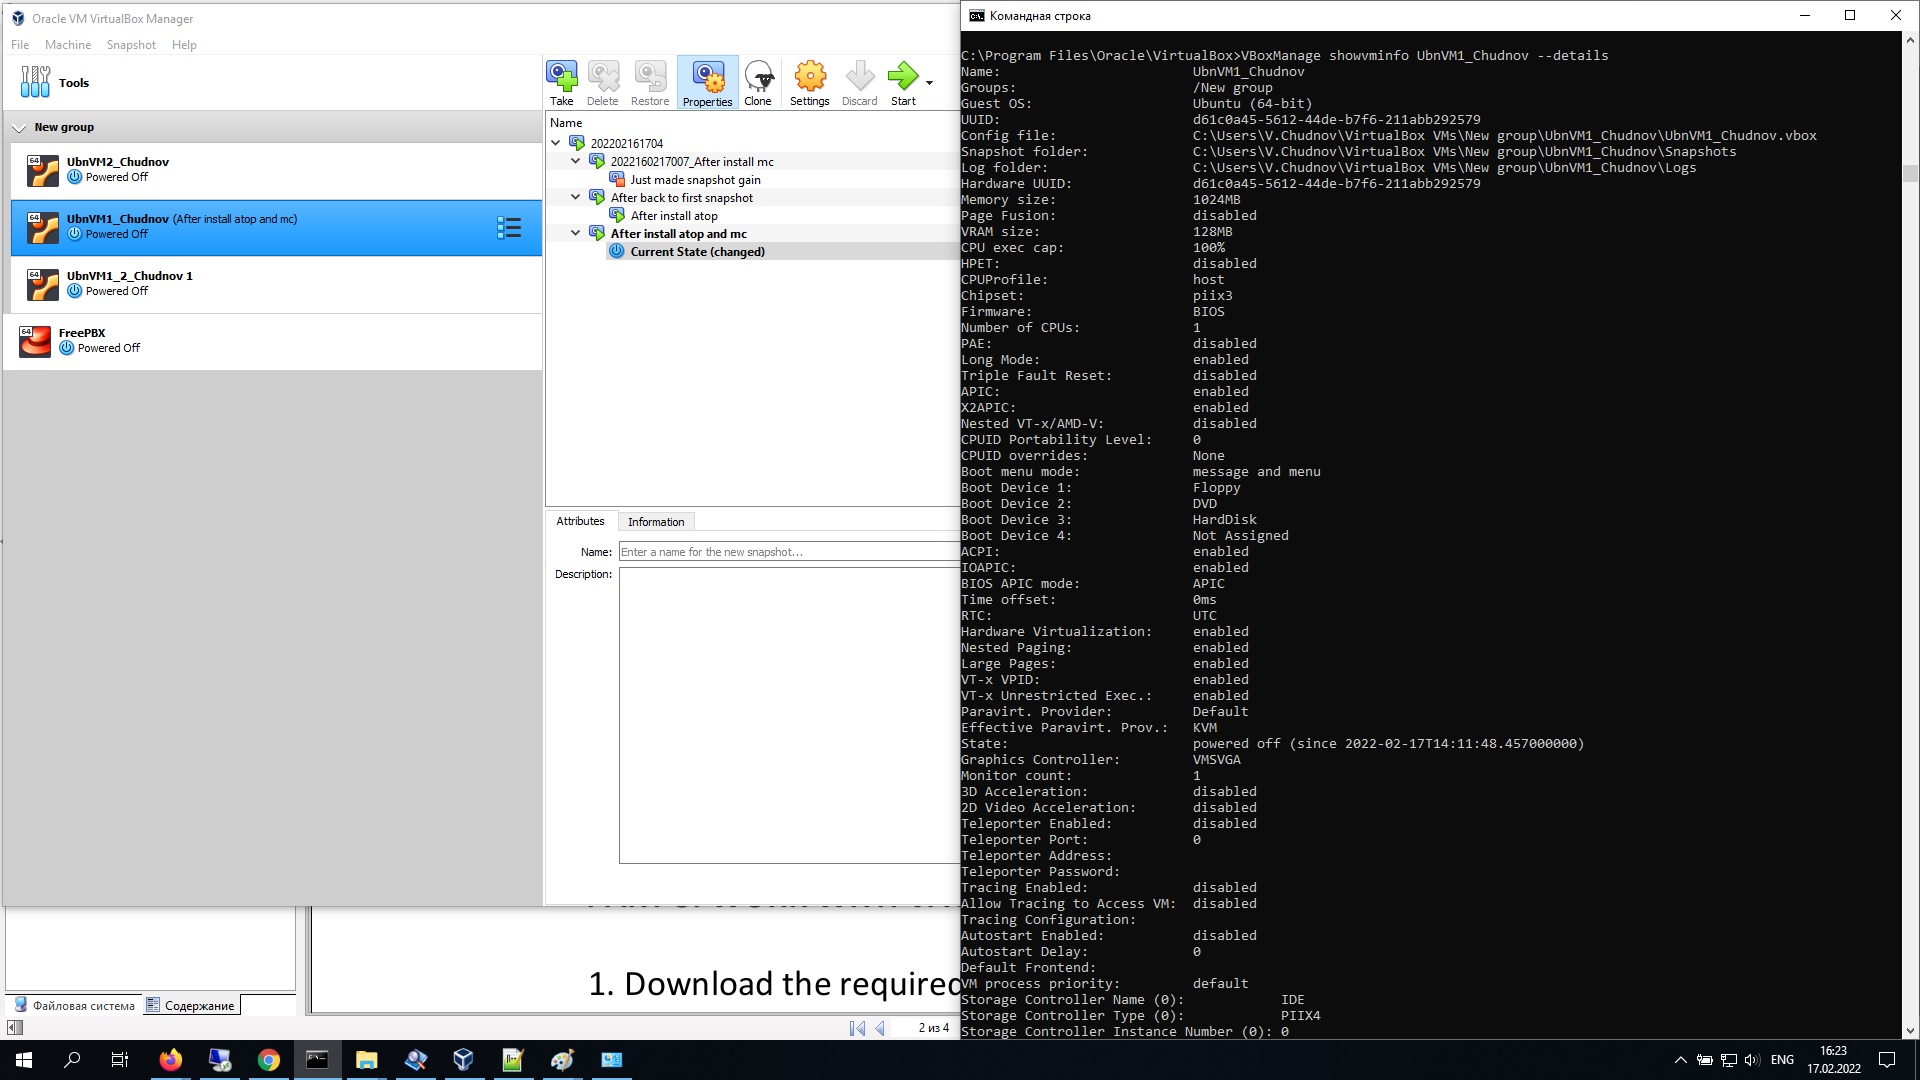 Oracle VM VirtualBox Manager
File Machine Snapshot Help
Tools
New group
64
UbnVM2_Chudnov
Powered Off
64
UbnVM1_Chudnov (After install atop and mc)
Powered Off
64
UbnVM1_2_Chudnov 1
Powered Off
64
FreePBX
Powered Off
Take Delete Restore Properties Clone Settings Discard Start
Name
202202161704
2022160217007_After install mc
Just made snapshot gain
After back to first snapshot
After install atop
After install atop and mc
Current State (changed)
Attributes Information
Name: Enter a name for the new snapshot...
Description:
1. Download the required
Файловая система Содержание
2 из 4
Командная строка
C:\Program Files\Oracle\VirtualBox>VBoxManage showvminfo UbnVM1_Chudnov --details
Name: UbnVM1_Chudnov
Groups: /New group
Guest OS: Ubuntu (64-bit)
UUID: d61c0a45-5612-44de-b7f6-211abb292579
Config file: C:\Users\V.Chudnov\VirtualBox VMs\New group\UbnVM1_Chudnov\UbnVM1_Chudnov.vbox
Snapshot folder: C:\Users\V.Chudnov\VirtualBox VMs\New group\UbnVM1_Chudnov\Snapshots
Log folder: C:\Users\V.Chudnov\VirtualBox VMs\New group\UbnVM1_Chudnov\Logs
Hardware UUID: d61c0a45-5612-44de-b7f6-211abb292579
Memory size: 1024MB
Page Fusion: disabled
VRAM size: 128MB
CPU exec cap: 100%
HPET: disabled
CPUProfile: host
Chipset: piix3
Firmware: BIOS
Number of CPUs: 1
PAE: disabled
Long Mode: enabled
Triple Fault Reset: disabled
APIC: enabled
X2APIC: enabled
Nested VT-x/AMD-V: disabled
CPUID Portability Level: 0
CPUID overrides: None
Boot menu mode: message and menu
Boot Device 1: Floppy
Boot Device 2: DVD
Boot Device 3: HardDisk
Boot Device 4: Not Assigned
ACPI: enabled
IOAPIC: enabled
BIOS APIC mode: APIC
Time offset: 0ms
RTC: UTC
Hardware Virtualization: enabled
Nested Paging: enabled
Large Pages: enabled
VT-x VPID: enabled
VT-x Unrestricted Exec.: enabled
Paravirt. Provider: Default
Effective Paravirt. Prov.: KVM
State: powered off (since 2022-02-17T14:11:48.457000000)
Graphics Controller: VMSVGA
Monitor count: 1
3D Acceleration: disabled
2D Video Acceleration: disabled
Teleporter Enabled: disabled
Teleporter Port: 0
Teleporter Address:
Teleporter Password:
Tracing Enabled: disabled
Allow Tracing to Access VM: disabled
Tracing Configuration:
Autostart Enabled: disabled
Autostart Delay: 0
Default Frontend:
VM process priority: default
Storage Controller Name (0): IDE
Storage Controller Type (0): PIIX4
Storage Controller Instance Number (0): 0
ENG
16:23
17.02.2022